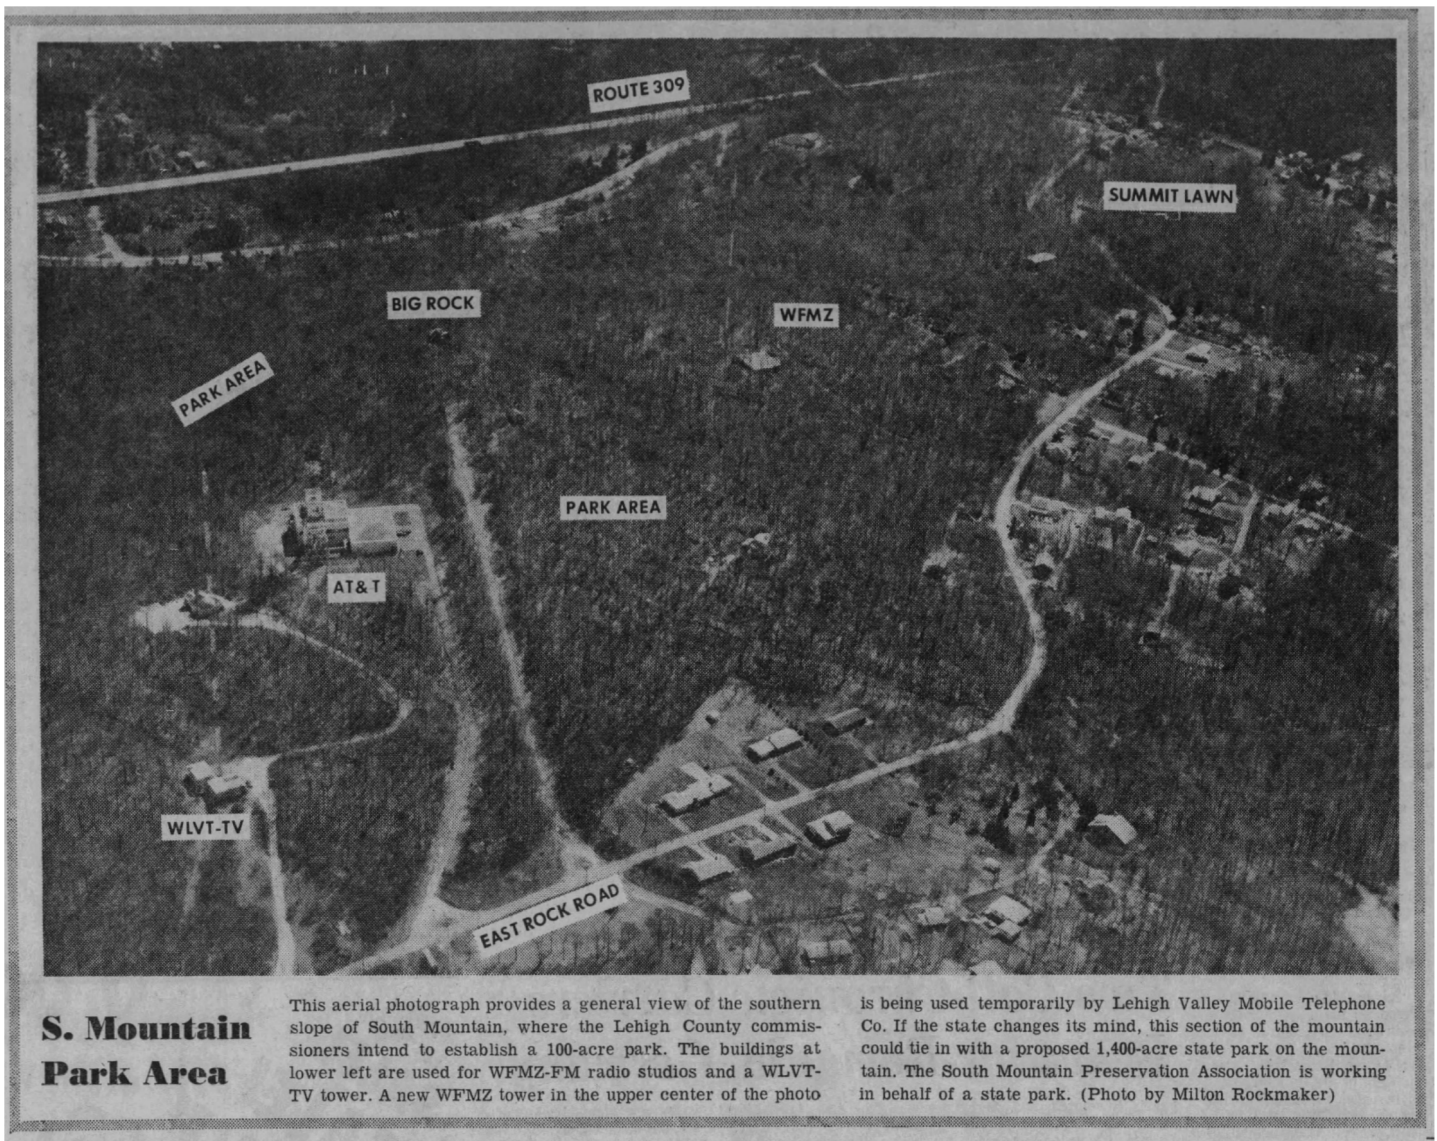 ROUTE 309
SUMMIT LAWN
BIG ROCK
WFMZ
PARK AREA
PARK AREA
AT&T
WLVT-TV
EAST ROCK ROAD
S. Mountain
Park Area
This aerial photograph provides a general view of the southern
slope of South Mountain, where the Lehigh County commis-
sioners intend to establish a 100-acre park. The buildings at
lower left are used for WFMZ-FM radio studios and a WLVT-
TV tower. A new WFMZ tower in the upper center of the photo
is being used temporarily by Lehigh Valley Mobile Telephone
Co. If the state changes its mind, this section of the mountain
could tie in with a proposed 1,400-acre state park on the moun-
tain. The South Mountain Preservation Association is working
in behalf of a state park. (Photo by Milton Rockmaker)